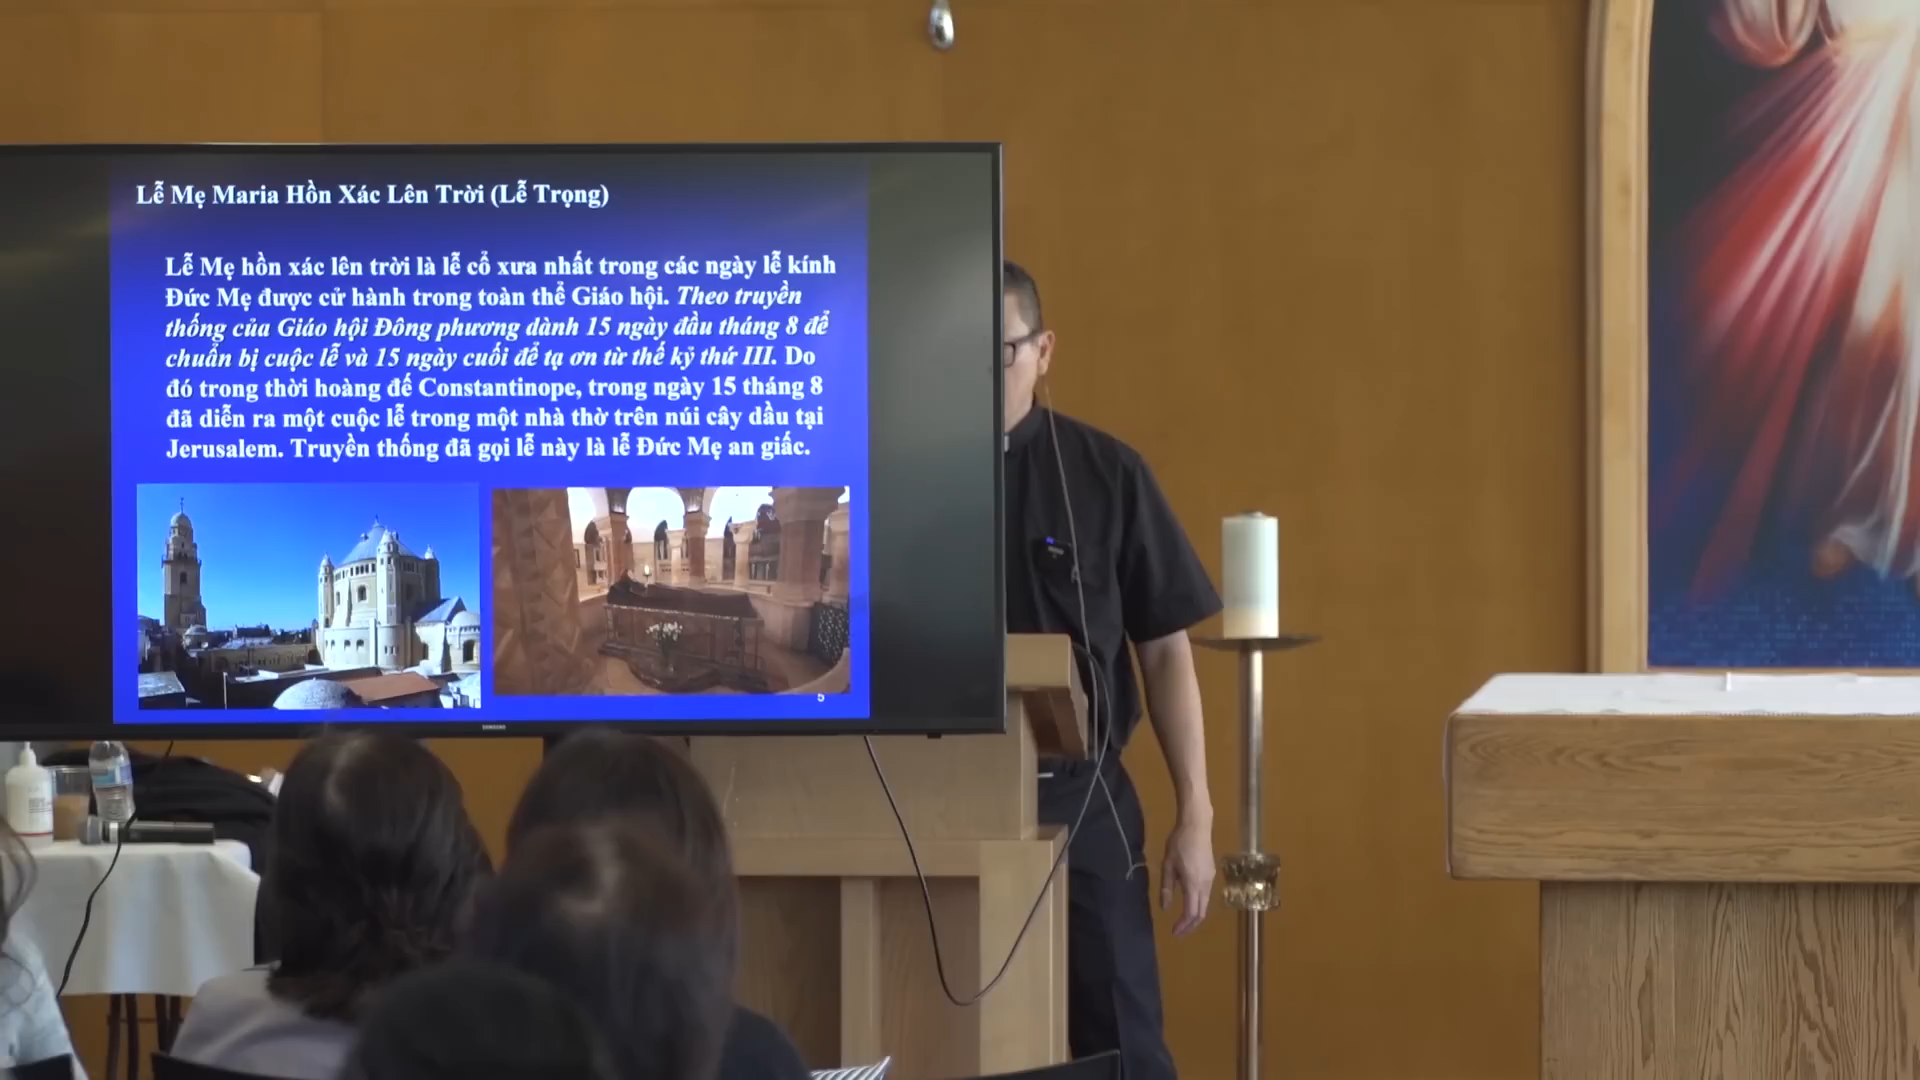 Lễ Mẹ Maria Hồn Xác Lên Trời (Lễ Trọng)
Lễ Mẹ hồn xác lên trời là lễ cổ xưa nhất trong các ngày lễ kính
Đức Mẹ được cử hành trong toàn thể Giáo hội. Theo truyền
thống của Giáo hội Đông phương dành 15 ngày đầu tháng 8 để
chuẩn bị cuộc lễ và 15 ngày cuối để tạ ơn từ thế kỷ thứ III. Do
đó trong thời hoàng đế Constantinope, trong ngày 15 tháng 8
đã diễn ra một cuộc lễ trong một nhà thờ trên núi cây dầu tại
Jerusalem. Truyền thống đã gọi lễ này là lễ Đức Mẹ an giấc.
5
SAMSUNG